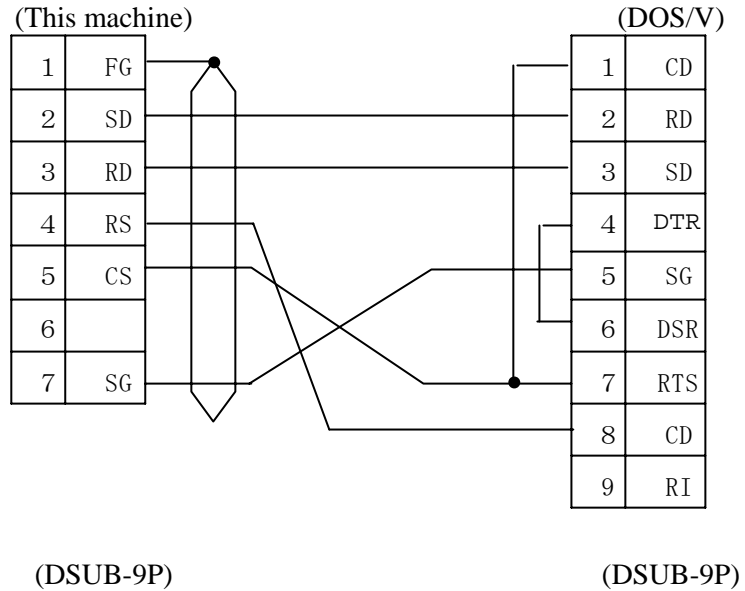 (This machine) (DOS/V)
1 FG 1 CD
2 SD 2 RD
3 RD 3 SD
4 RS 4 DTR
5 CS 5 SG
6 6 DSR
7 SG 7 RTS
8 CD
9 RI
(DSUB-9P) (DSUB-9P)